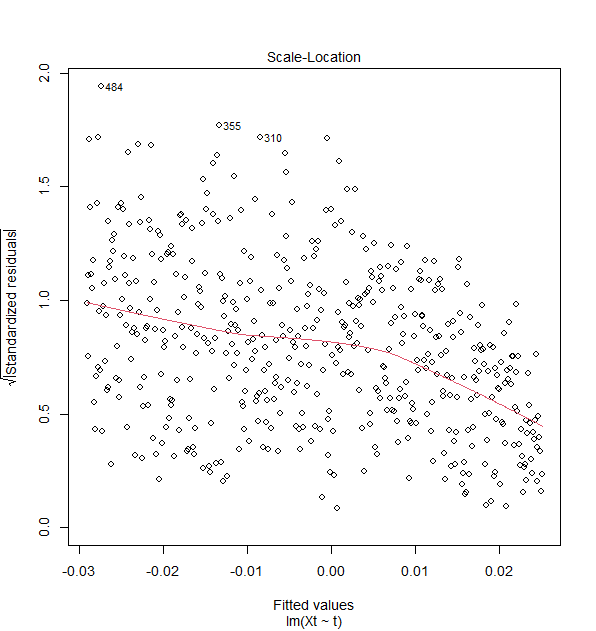 Scale-Location
√|Standardized residuals|
2.0
1.5
1.0
0.5
0.0
484
355
310
-0.03 -0.02 -0.01 0.00 0.01 0.02
Fitted values
lm(Xt ~ t)